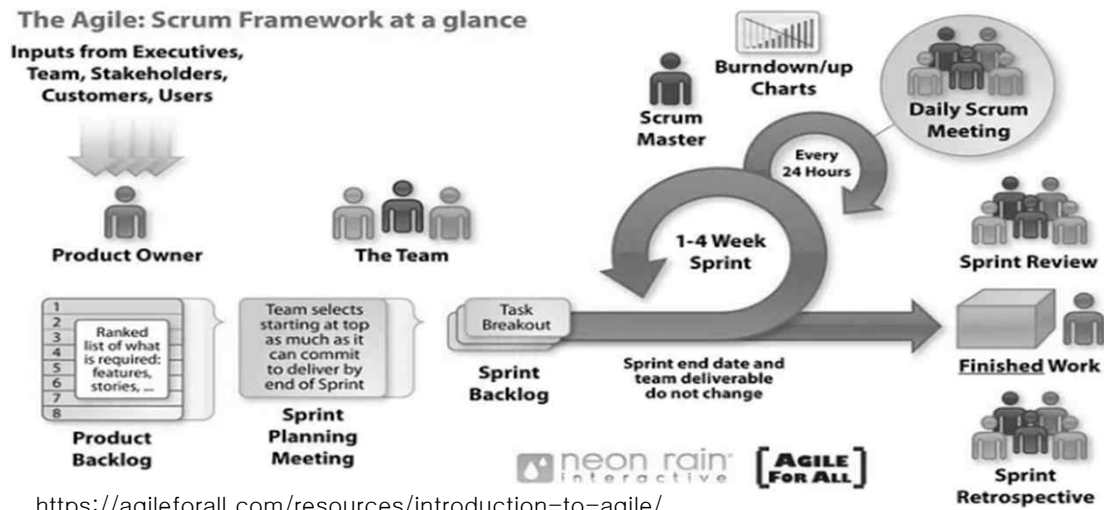 The Agile: Scrum Framework at a glance
Inputs from Executives,
Team, Stakeholders,
Customers, Users
Product Owner
The Team
Scrum
Master
Burndown/up
Charts
Daily Scrum
Meeting
Every
24 Hours
1-4 Week
Sprint
Sprint Review
1
2
3
4
5
6
7
8
Ranked
list of what
is required:
features,
stories, ...
Product
Backlog
Team selects
starting at top
as much as it
can commit
to deliver by
end of Sprint
Sprint
Planning
Meeting
Task
Breakout
Sprint
Backlog
Sprint end date and
team deliverable
do not change
Finished Work
Sprint
Retrospective
neon rain
interactive
AGILE
FOR ALL
https://agileforall.com/resources/introduction-to-agile/